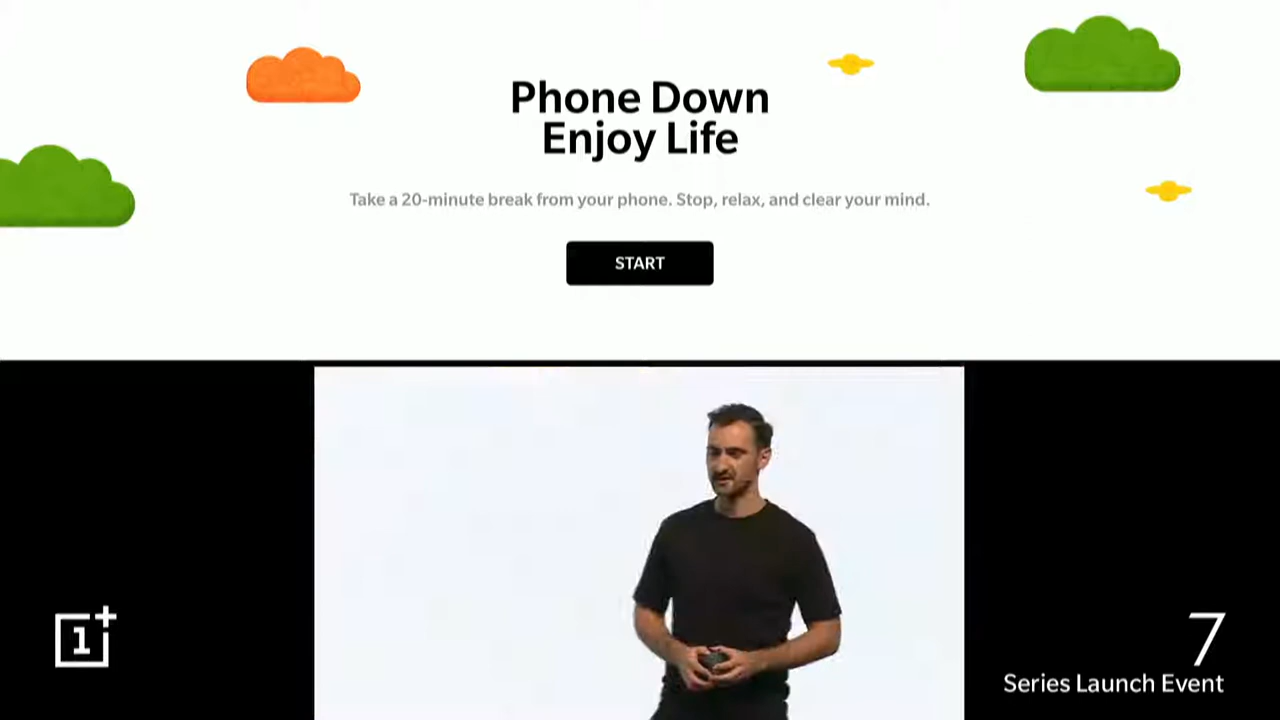 Phone Down
Enjoy Life
Take a 20-minute break from your phone. Stop, relax, and clear your mind.
START
1+
7
Series Launch Event